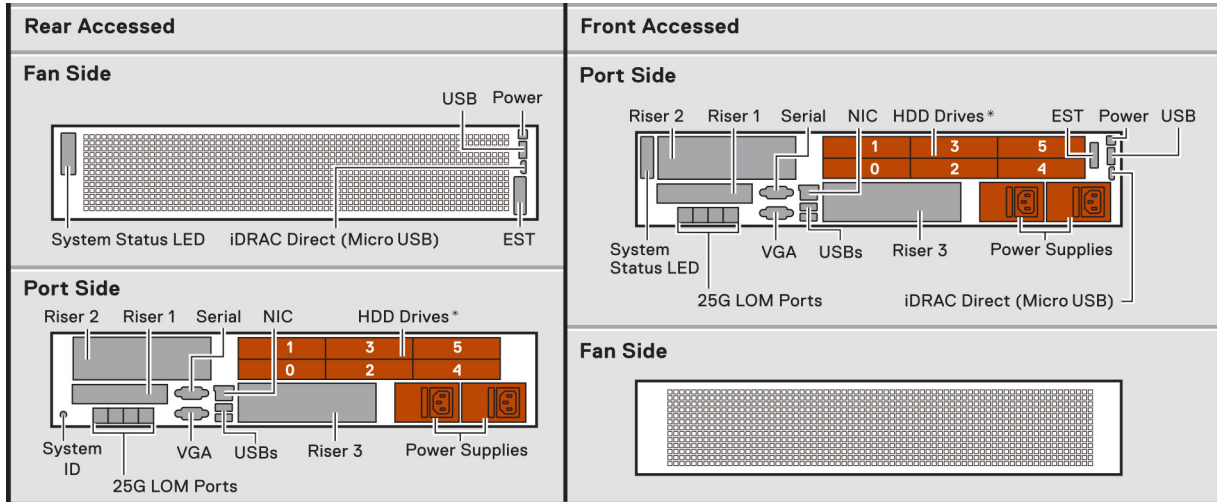 Rear Accessed
Fan Side
USB Power
System Status LED iDRAC Direct (Micro USB) EST
Port Side
Riser 2 Riser 1 Serial NIC HDD Drives*
1 3 5
0 2 4
System ID VGA USBs Riser 3 Power Supplies
25G LOM Ports
Front Accessed
Port Side
Riser 2 Riser 1 Serial NIC HDD Drives* EST Power USB
1 3 5
0 2 4
System Status LED VGA USBs Riser 3 Power Supplies
25G LOM Ports iDRAC Direct (Micro USB)
Fan Side